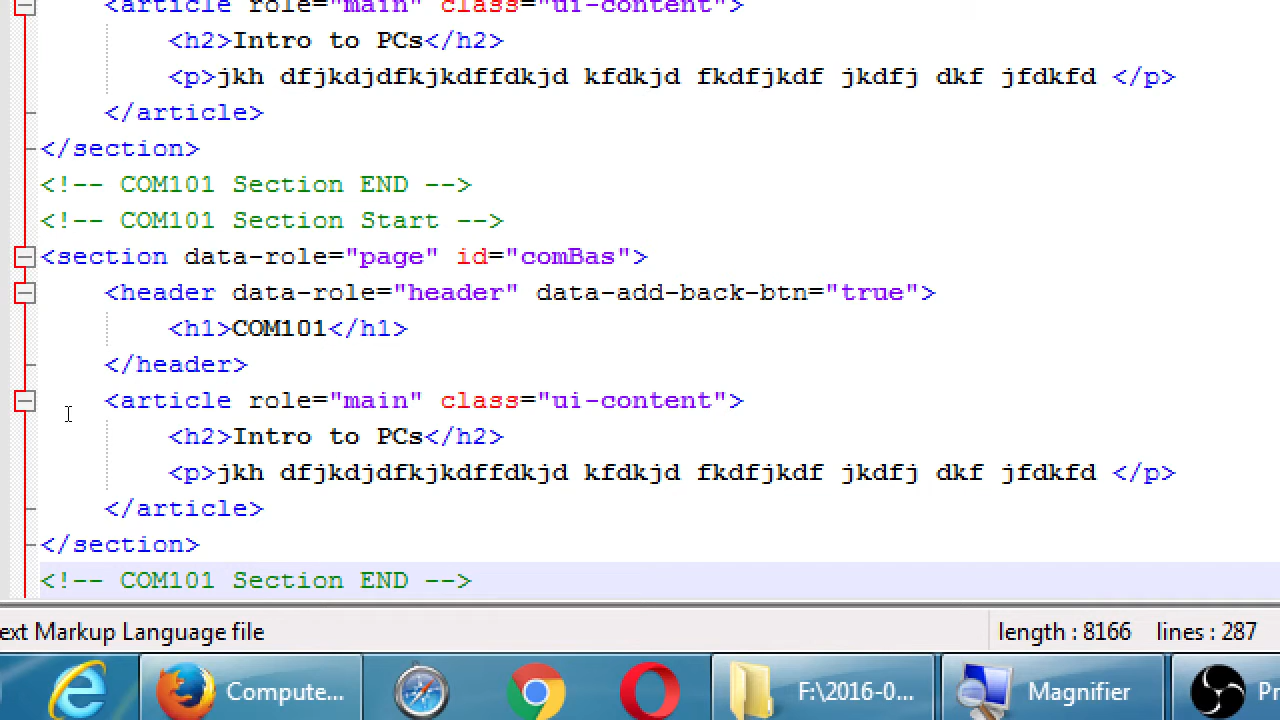 <article role="main" class="ui-content">
<h2>Intro to PCs</h2>
<p>jkh dfjkdjdfkjkdffdkjd kfdkjd fkdfjkdf jkdfj dkf jfdkfd </p>
</article>
</section>
<!-- COM101 Section END -->
<!-- COM101 Section Start -->
<section data-role="page" id="comBas">
<header data-role="header" data-add-back-btn="true">
<h1>COM101</h1>
</header>
<article role="main" class="ui-content">
<h2>Intro to PCs</h2>
<p>jkh dfjkdjdfkjkdffdkjd kfdkjd fkdfjkdf jkdfj dkf jfdkfd </p>
</article>
</section>
<!-- COM101 Section END -->
ext Markup Language file length : 8166 lines : 287
Compute... F:\2016-0... Magnifier